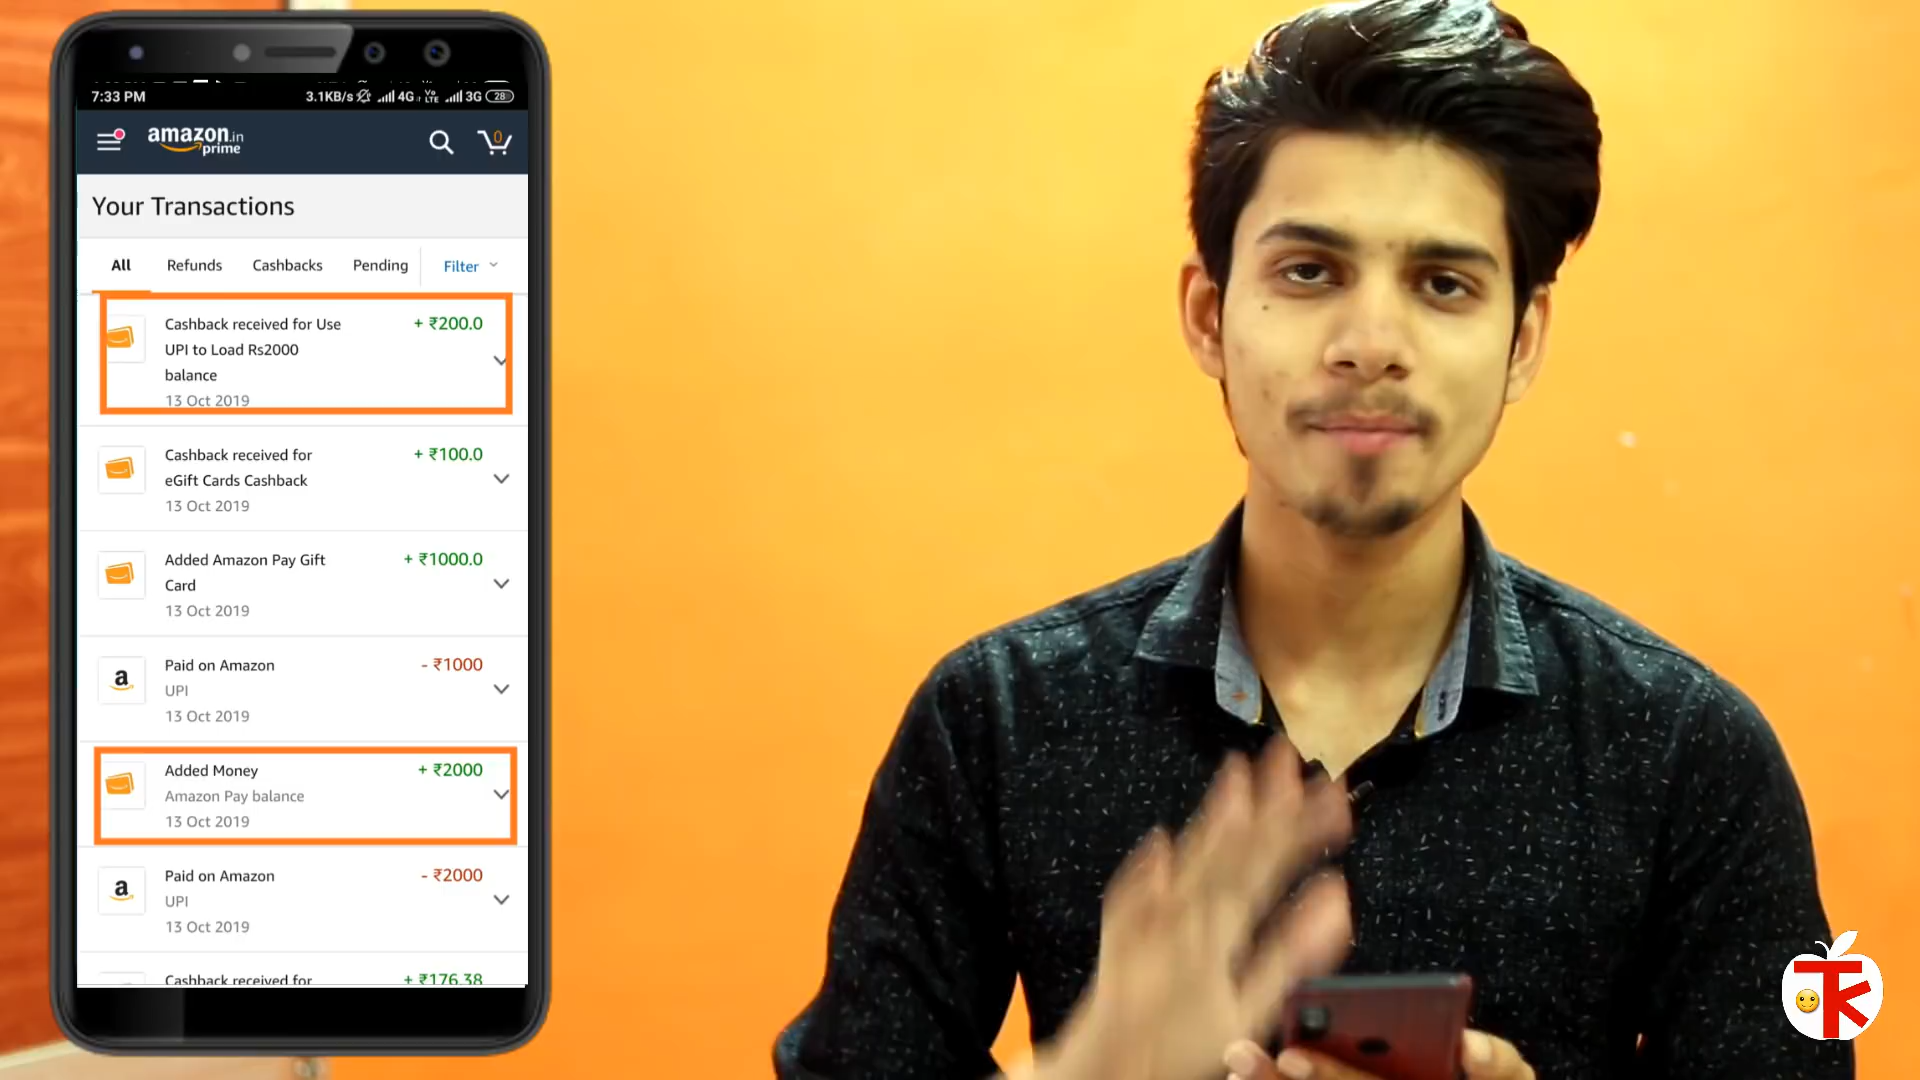 7:33 PM 3.1KB/s 4G Vo LTE 3G 28
amazon.in
prime
0
Your Transactions
All Refunds Cashbacks Pending Filter
Cashback received for Use + ₹200.0
UPI to Load Rs2000
balance
13 Oct 2019
Cashback received for + ₹100.0
eGift Cards Cashback
13 Oct 2019
Added Amazon Pay Gift + ₹1000.0
Card
13 Oct 2019
a Paid on Amazon - ₹1000
UPI
13 Oct 2019
Added Money + ₹2000
Amazon Pay balance
13 Oct 2019
a Paid on Amazon - ₹2000
UPI
13 Oct 2019
Cashback received for + ₹176.38
TK